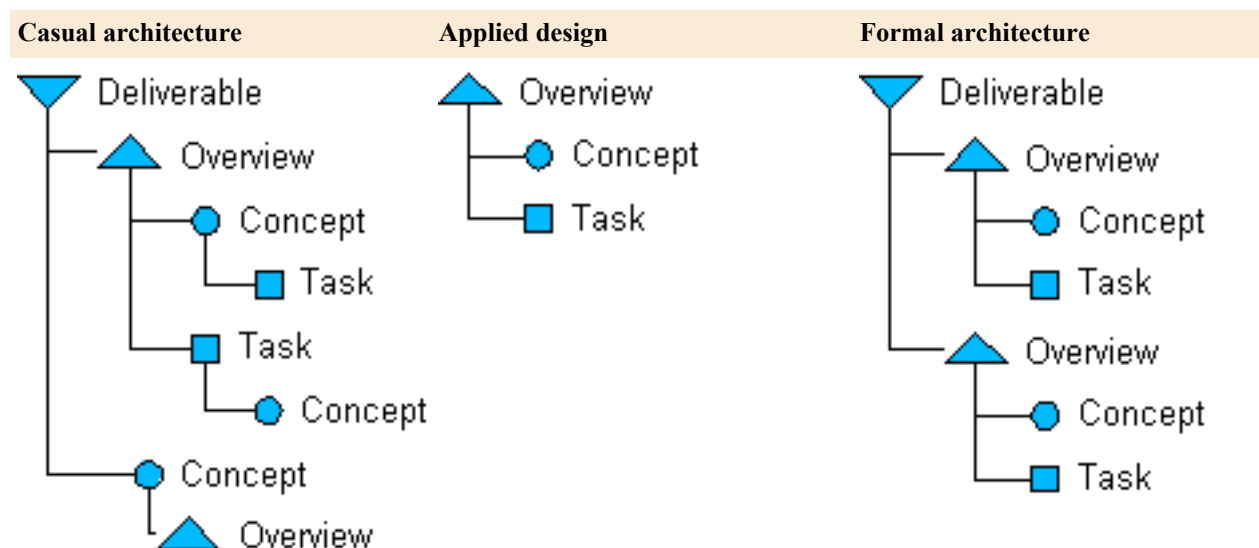 Casual architecture
Applied design
Formal architecture
Deliverable
Overview
Concept
Task
Task
Concept
Concept
Overview
Overview
Concept
Task
Deliverable
Overview
Concept
Task
Overview
Concept
Task